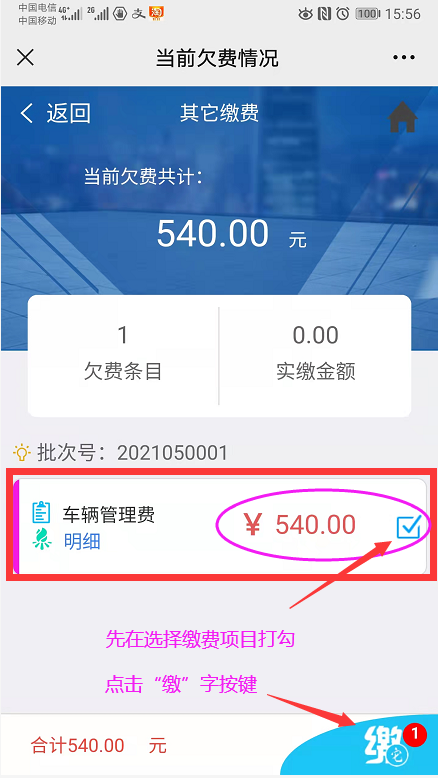 中国电信 4G+ 2G 支 淘 100 15:56
中国移动
当前欠费情况
返回 其它缴费
当前欠费共计：
540.00 元
1 0.00
欠费条目 实缴金额
批次号：2021050001
车辆管理费 ¥ 540.00
明细
先在选择缴费项目打勾
点击“缴”字按键
合计540.00 元 缴它 1